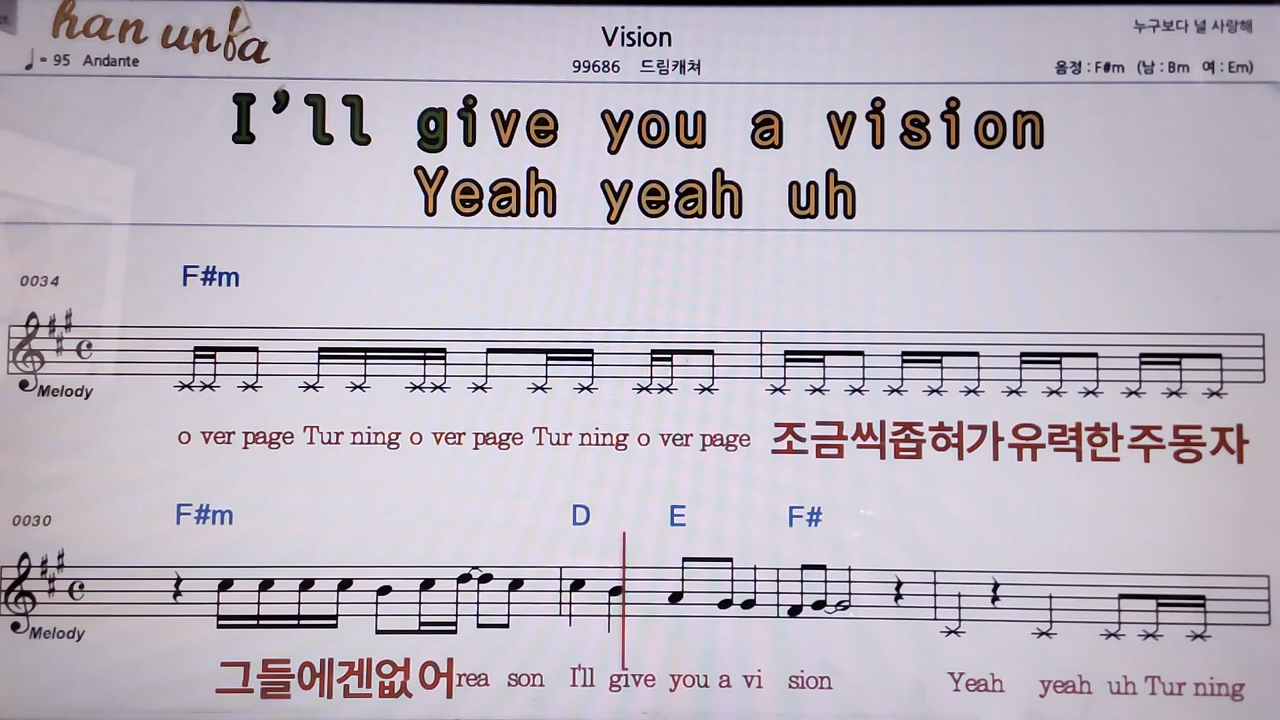 han unfa
Vision
누구보다 널 사랑해
♩= 95 Andante
99686 드림캐쳐
음정 : F#m (남 : Bm 여 : Em)
I'll give you a vision
Yeah yeah uh
0034
F#m
Melody
o ver page Tur ning o ver page Tur ning o ver page 조금씩좁혀가유력한주동자
0030
F#m D E F#
Melody
그들에겐없어rea son I'll give you a vi sion Yeah yeah uh Tur ning